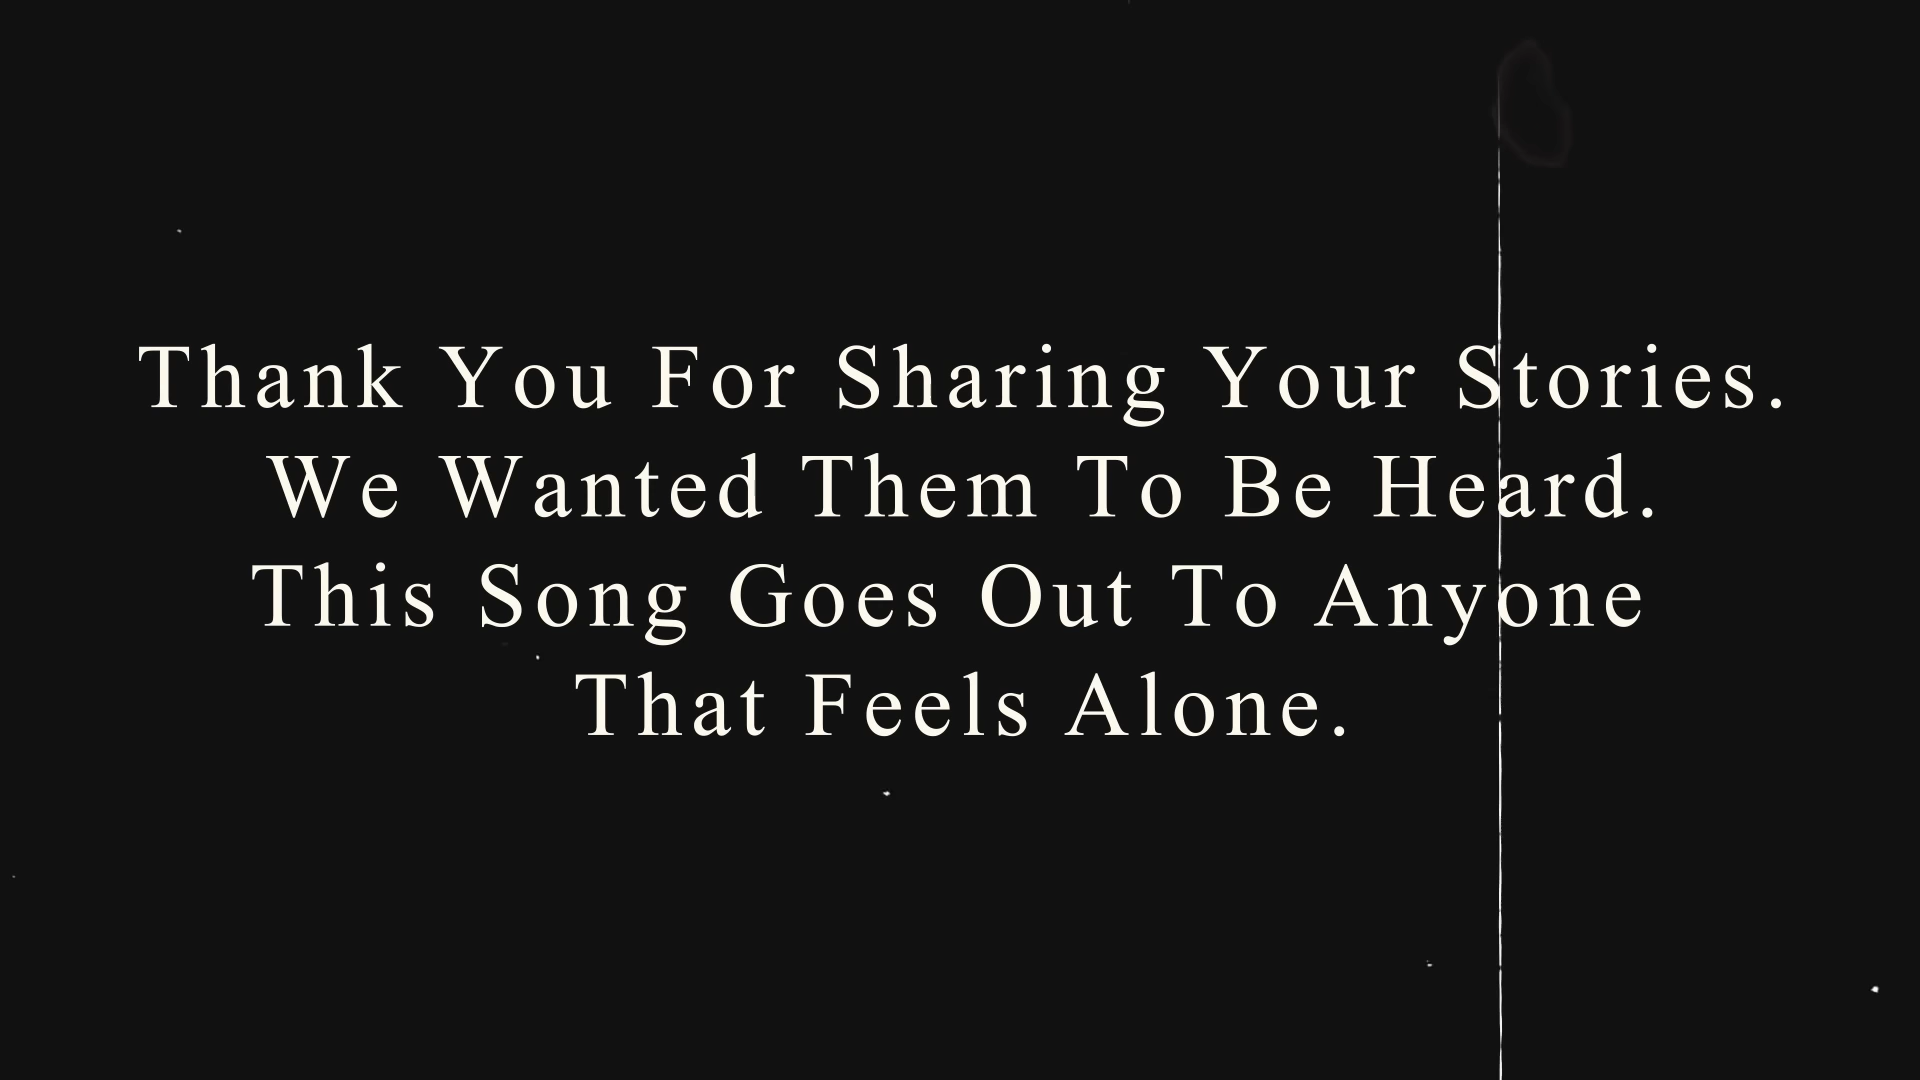 Thank You For Sharing Your Stories.
We Wanted Them To Be Heard.
This Song Goes Out To Anyone
That Feels Alone.